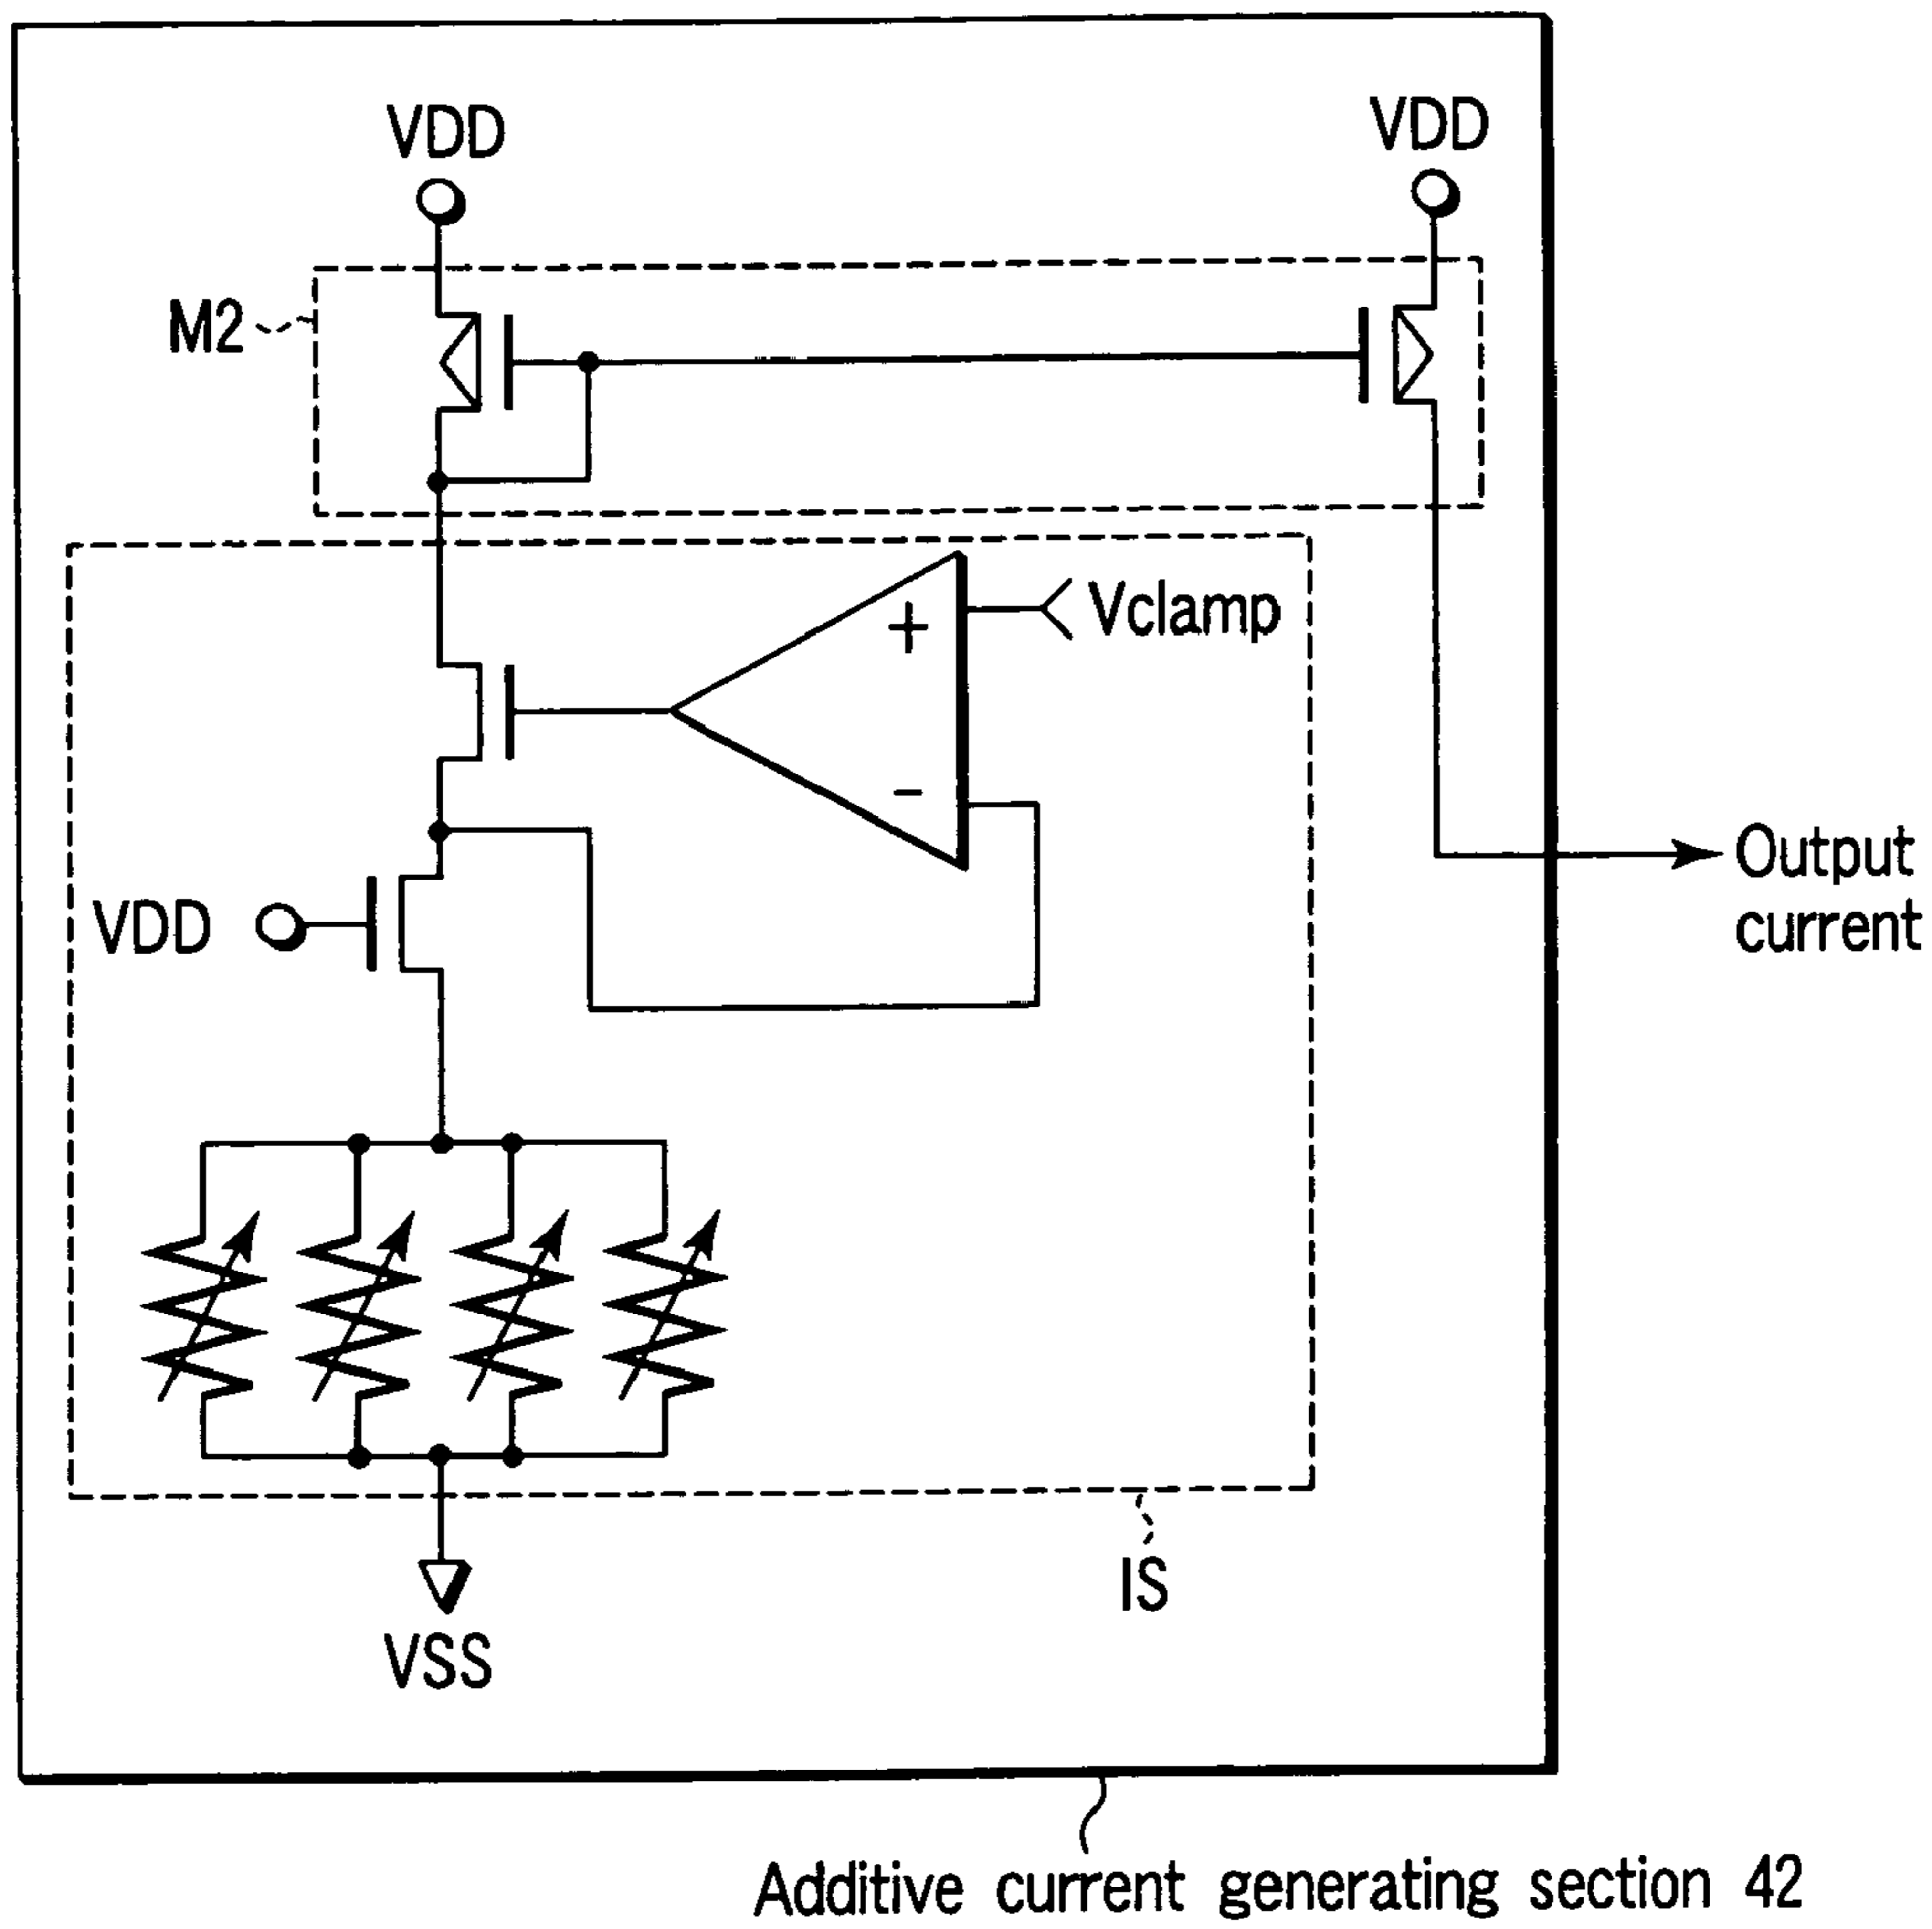 VDD
VDD
M2
+
Vclamp
-
VDD
Output
current
IS
VSS
Additive current generating section 42